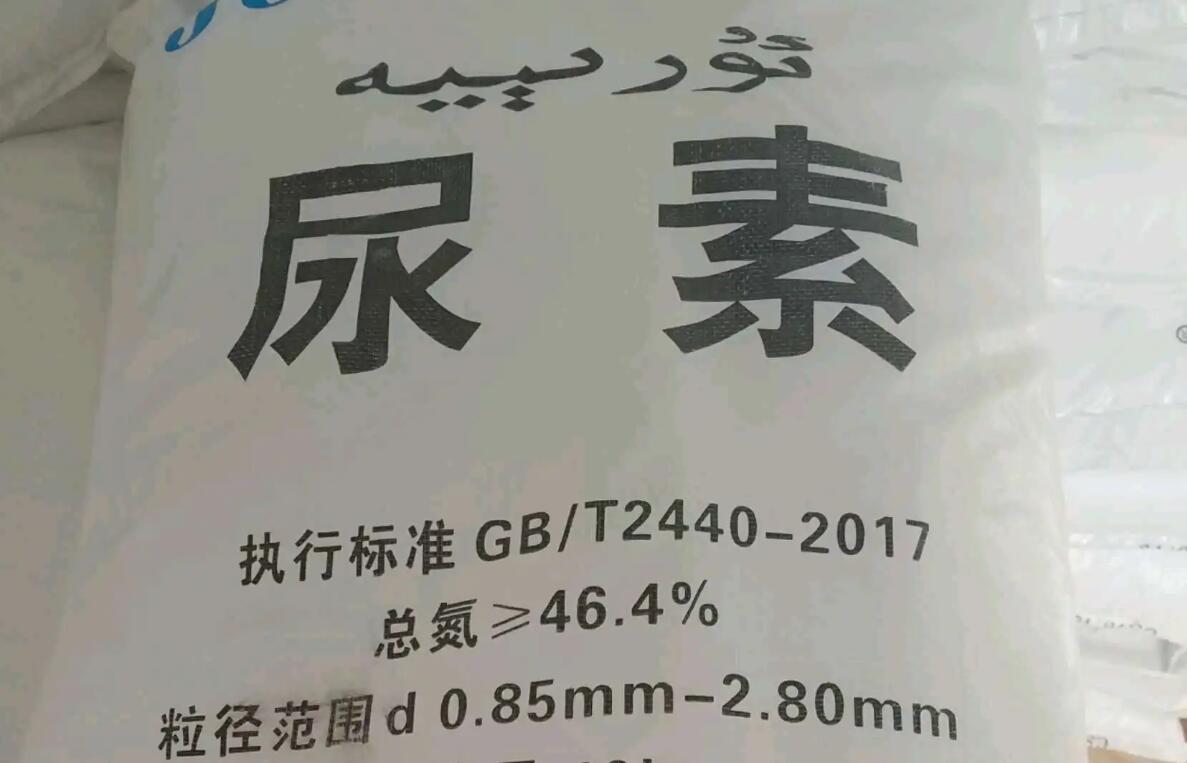 ئۇرىييە
尿素
执行标准 GB/T2440-2017
总氮≥46.4%
粒径范围d 0.85mm-2.80mm